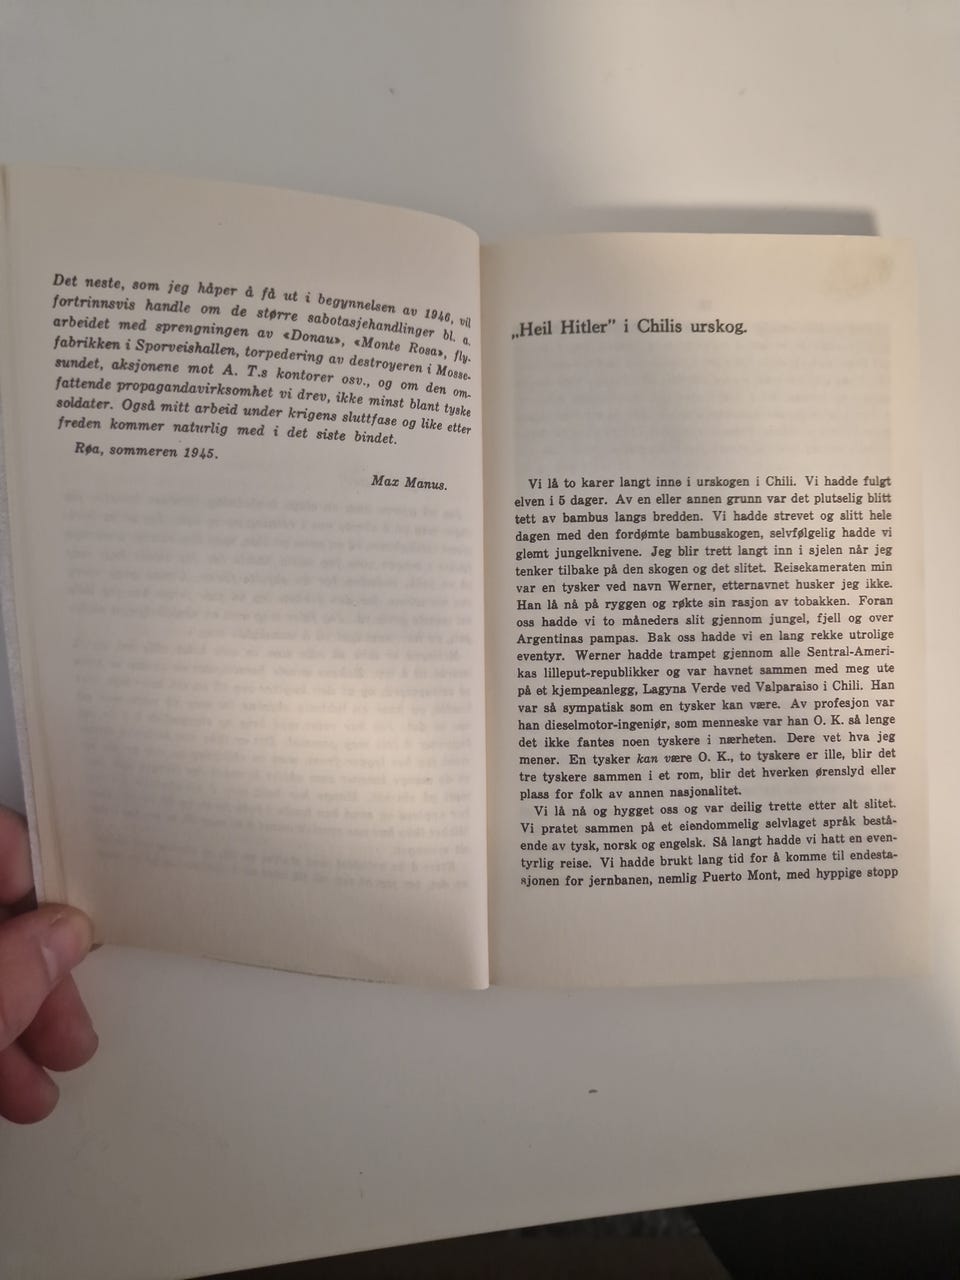 Det neste, som jeg håper å få ut i begynnelsen av 1946, vil
fortrinnsvis handle om de større sabotasjehandlinger bl. a.
arbeidet med sprengningen av «Donau», «Monte Rosa», fly-
fabrikken i Sporveishallen, torpedering av destroyeren i Mosse-
sundet, aksjonene mot A. T.s kontorer osv., og om den om-
fattende propagandavirksomhet vi drev, ikke minst blant tyske
soldater. Også mitt arbeid under krigens sluttfase og like etter
freden kommer naturlig med i det siste bindet.
Røa, sommeren 1945.
Max Manus.
„Heil Hitler” i Chilis urskog.
Vi lå to karer langt inne i urskogen i Chili. Vi hadde fulgt
elven i 5 dager. Av en eller annen grunn var det plutselig blitt
tett av bambus langs bredden. Vi hadde strevet og slitt hele
dagen med den fordømte bambusskogen, selvfølgelig hadde vi
glemt jungelknivene. Jeg blir trett langt inn i sjelen når jeg
tenker tilbake på den skogen og det slitet. Reisekameraten min
var en tysker ved navn Werner, etternavnet husker jeg ikke.
Han lå nå på ryggen og røkte sin rasjon av tobakken. Foran
oss hadde vi to måneders slit gjennom jungel, fjell og over
Argentinas pampas. Bak oss hadde vi en lang rekke utrolige
eventyr. Werner hadde trampet gjennom alle Sentral-Ameri-
kas lilleput-republikker og var havnet sammen med meg ute
på et kjempeanlegg, Lagyna Verde ved Valparaiso i Chili. Han
var så sympatisk som en tysker kan være. Av profesjon var
han dieselmotor-ingeniør, som menneske var han O. K. så lenge
det ikke fantes noen tyskere i nærheten. Dere vet hva jeg
mener. En tysker kan være O. K., to tyskere er ille, blir det
tre tyskere sammen i et rom, blir det hverken ørenslyd eller
plass for folk av annen nasjonalitet.
Vi lå nå og hygget oss og var deilig trette etter alt slitet.
Vi pratet sammen på et eiendommelig selvlaget språk bestå-
ende av tysk, norsk og engelsk. Så langt hadde vi hatt en even-
tyrlig reise. Vi hadde brukt lang tid for å komme til endesta-
sjonen for jernbanen, nemlig Puerto Mont, med hyppige stopp